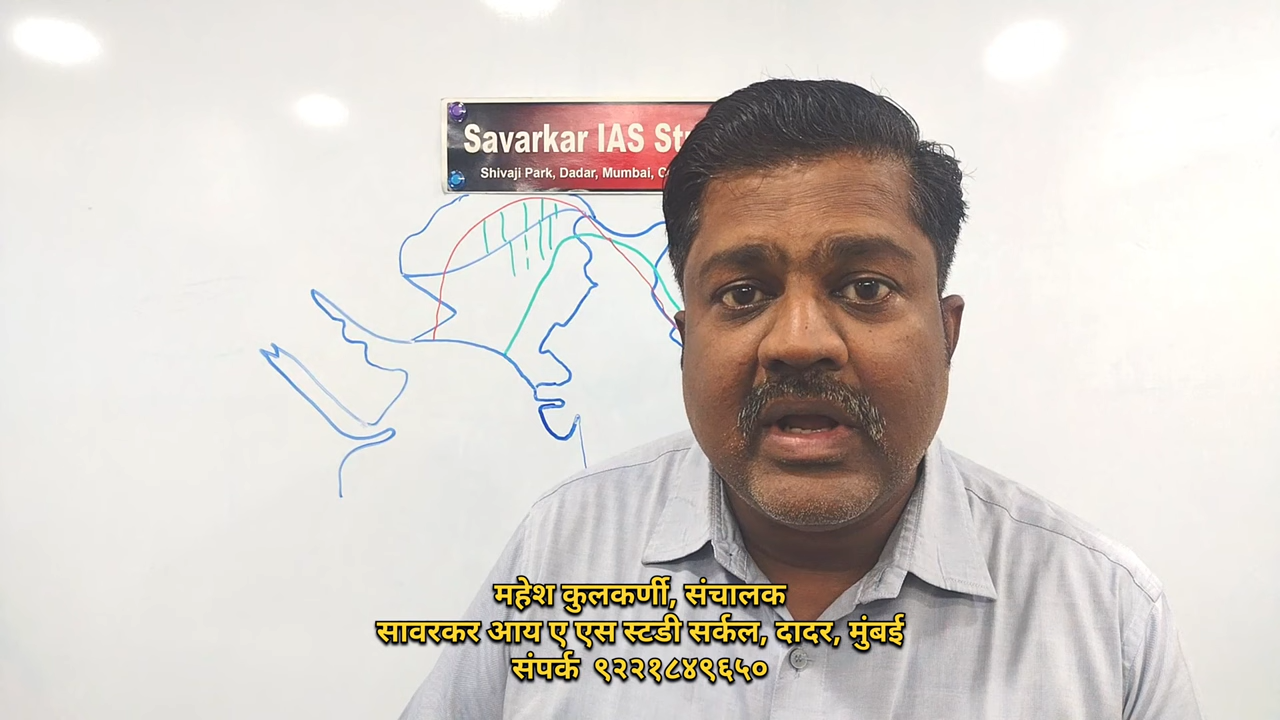 Savarkar IAS
Shivaji Park, Dadar, Mumbai,
महेश कुलकर्णी, संचालक
सावरकर आय ए एस स्टडी सर्कल, दादर, मुंबई
संपर्क ९२२१८४९६५०